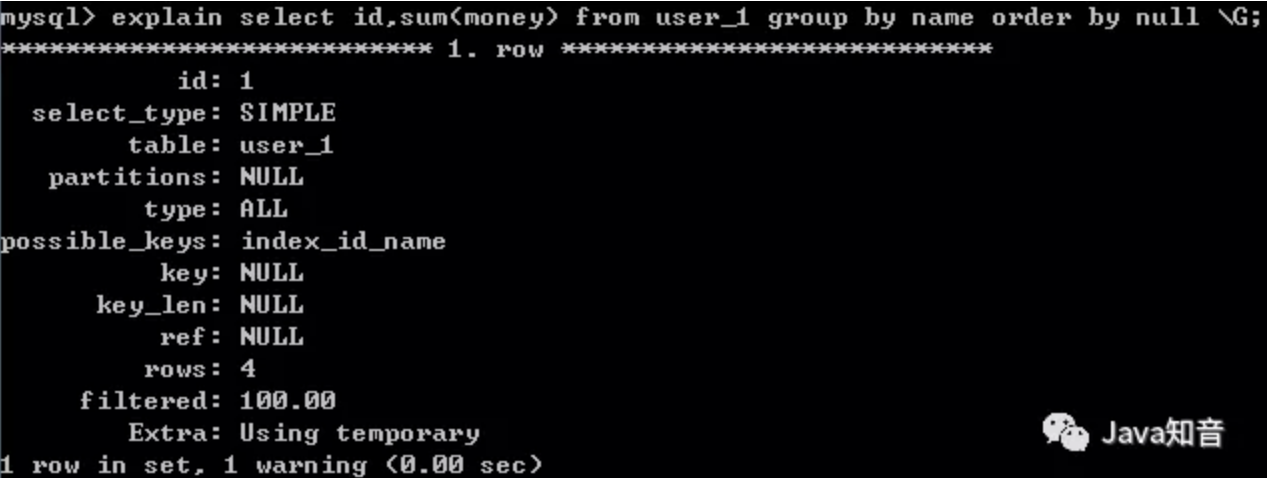 mysql> explain select id,sum(money) from user_1 group by name order by null \G;
*************************** 1. row ***************************
id: 1
select_type: SIMPLE
table: user_1
partitions: NULL
type: ALL
possible_keys: index_id_name
key: NULL
key_len: NULL
ref: NULL
rows: 4
filtered: 100.00
Extra: Using temporary
1 row in set, 1 warning (0.00 sec)
Java知音